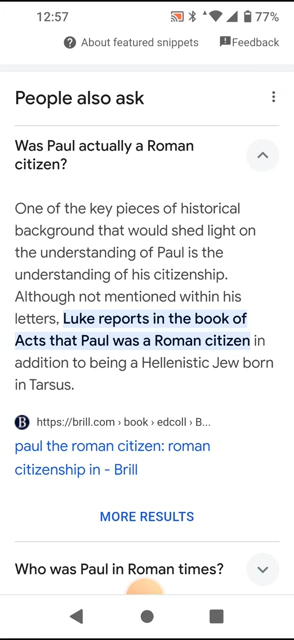 12:57
77%
About featured snippets
Feedback
People also ask
Was Paul actually a Roman
citizen?
One of the key pieces of historical
background that would shed light on
the understanding of Paul is the
understanding of his citizenship.
Although not mentioned within his
letters, Luke reports in the book of
Acts that Paul was a Roman citizen in
addition to being a Hellenistic Jew born
in Tarsus.
B
https://brill.com › book › edcoll › B...
paul the roman citizen: roman
citizenship in - Brill
MORE RESULTS
Who was Paul in Roman times?